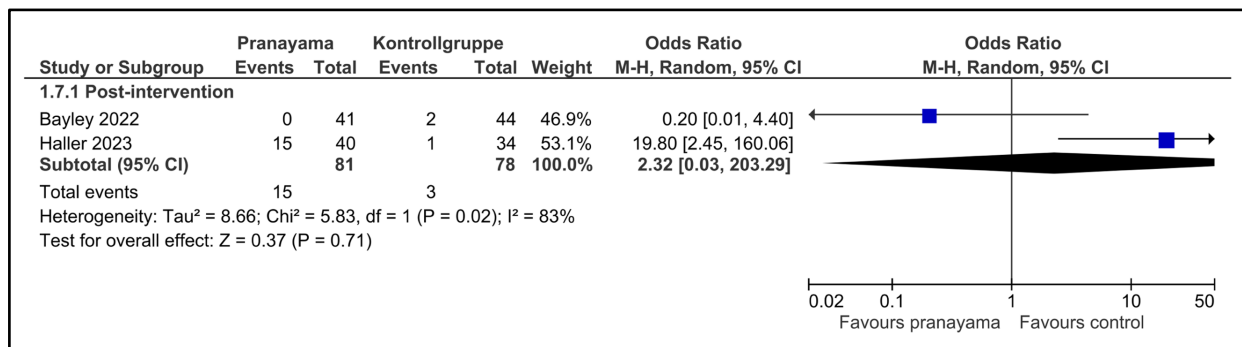 Pranayama Kontrollgruppe Odds Ratio Odds Ratio
Study or Subgroup Events Total Events Total Weight M-H, Random, 95% CI M-H, Random, 95% CI
1.7.1 Post-intervention
Bayley 2022 0 41 2 44 46.9% 0.20 [0.01, 4.40]
Haller 2023 15 40 1 34 53.1% 19.80 [2.45, 160.06]
Subtotal (95% CI) 81 78 100.0% 2.32 [0.03, 203.29]
Total events 15 3
Heterogeneity: Tau² = 8.66; Chi² = 5.83, df = 1 (P = 0.02); I² = 83%
Test for overall effect: Z = 0.37 (P = 0.71)
0.02 0.1 1 10 50
Favours pranayama Favours control